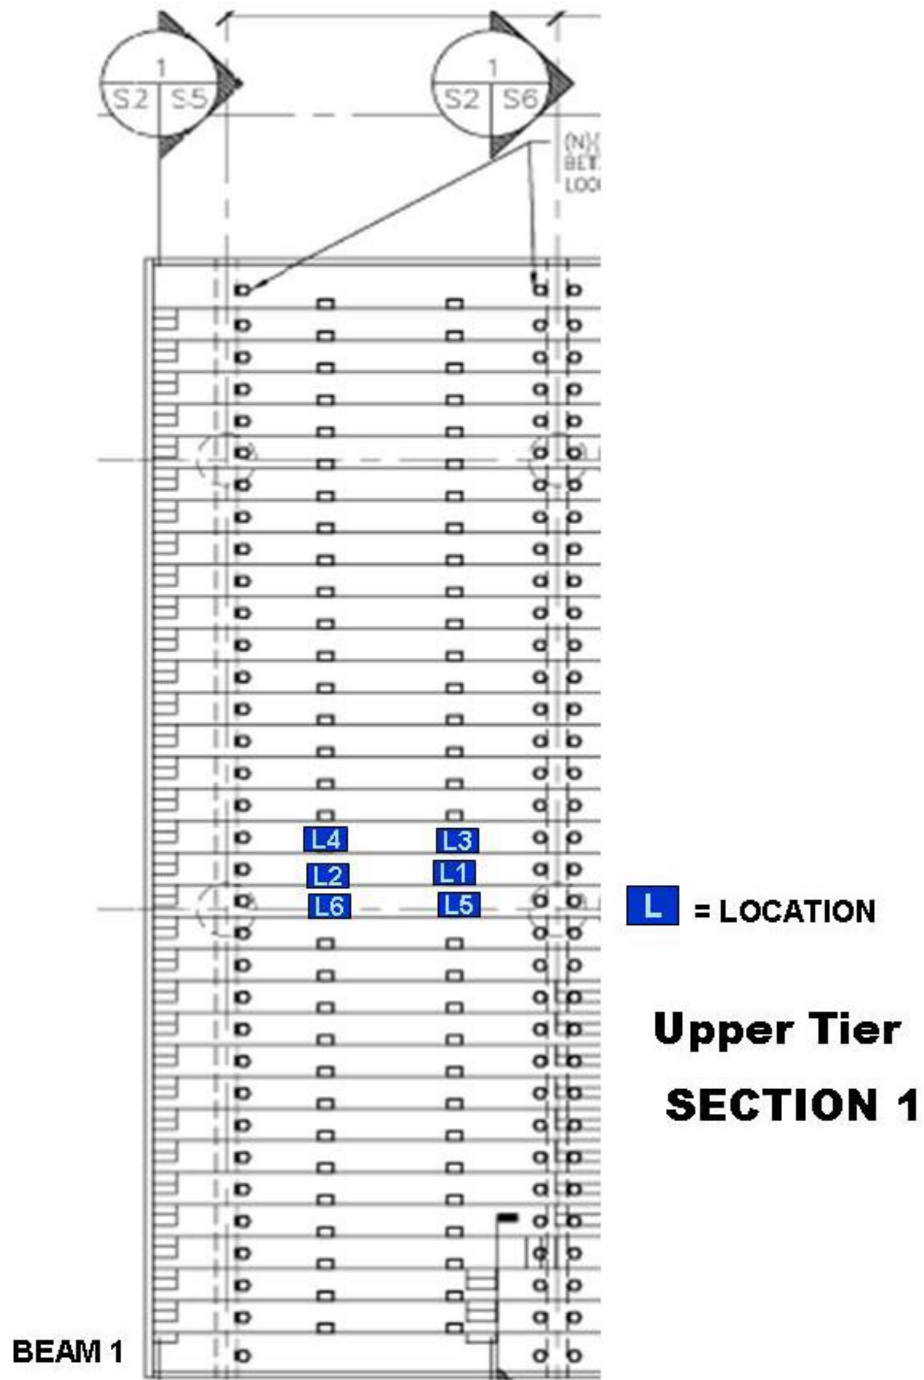 1
S2 S5
1
S2 S6
(N)(
BET.
L4
L3
L2
L1
L6
L5
L = LOCATION
Upper Tier
SECTION 1
BEAM 1